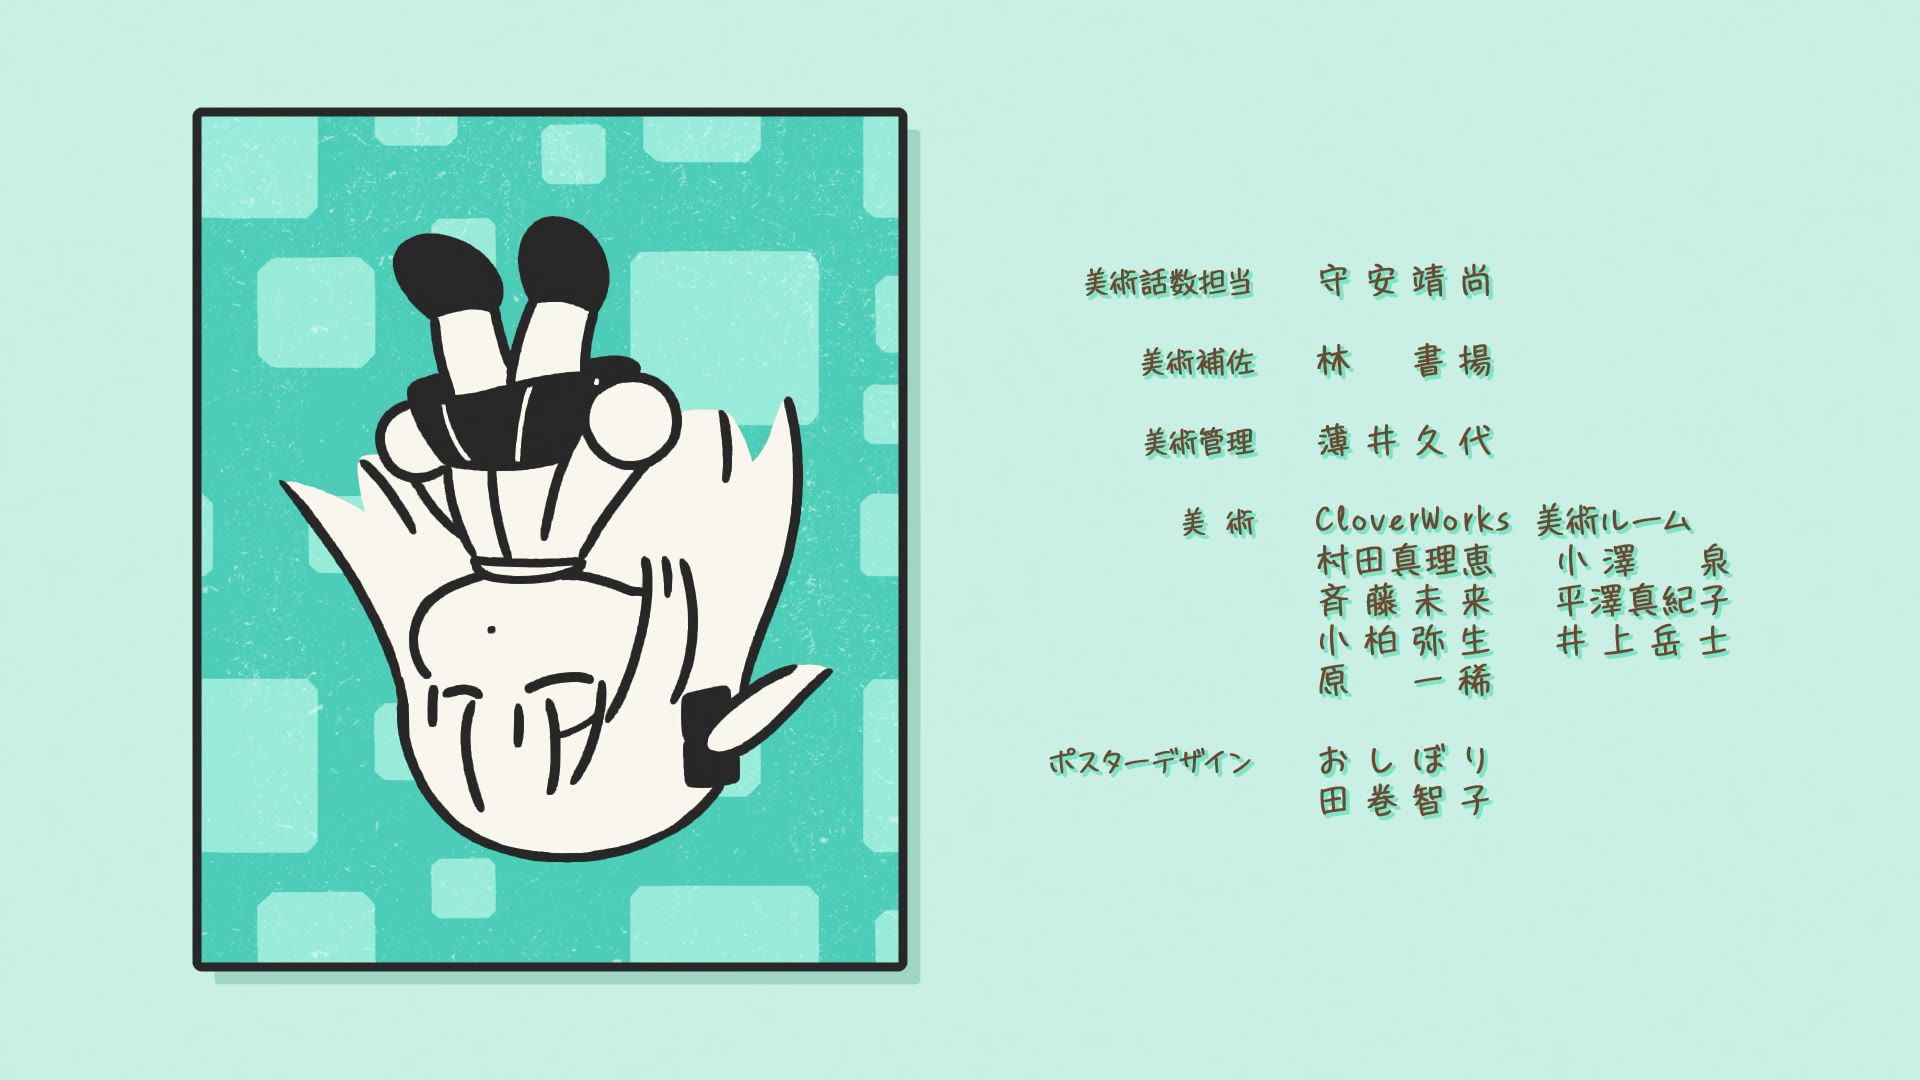 美術話数担当 守安靖尚
美術補佐 林 書揚
美術管理 薄井久代
美術 CloverWorks 美術ルーム
村田真理恵 小澤 泉
斉藤未来 平澤真紀子
小柏弥生 井上岳士
原 一稀
ポスターデザイン おしぼり
田巻智子